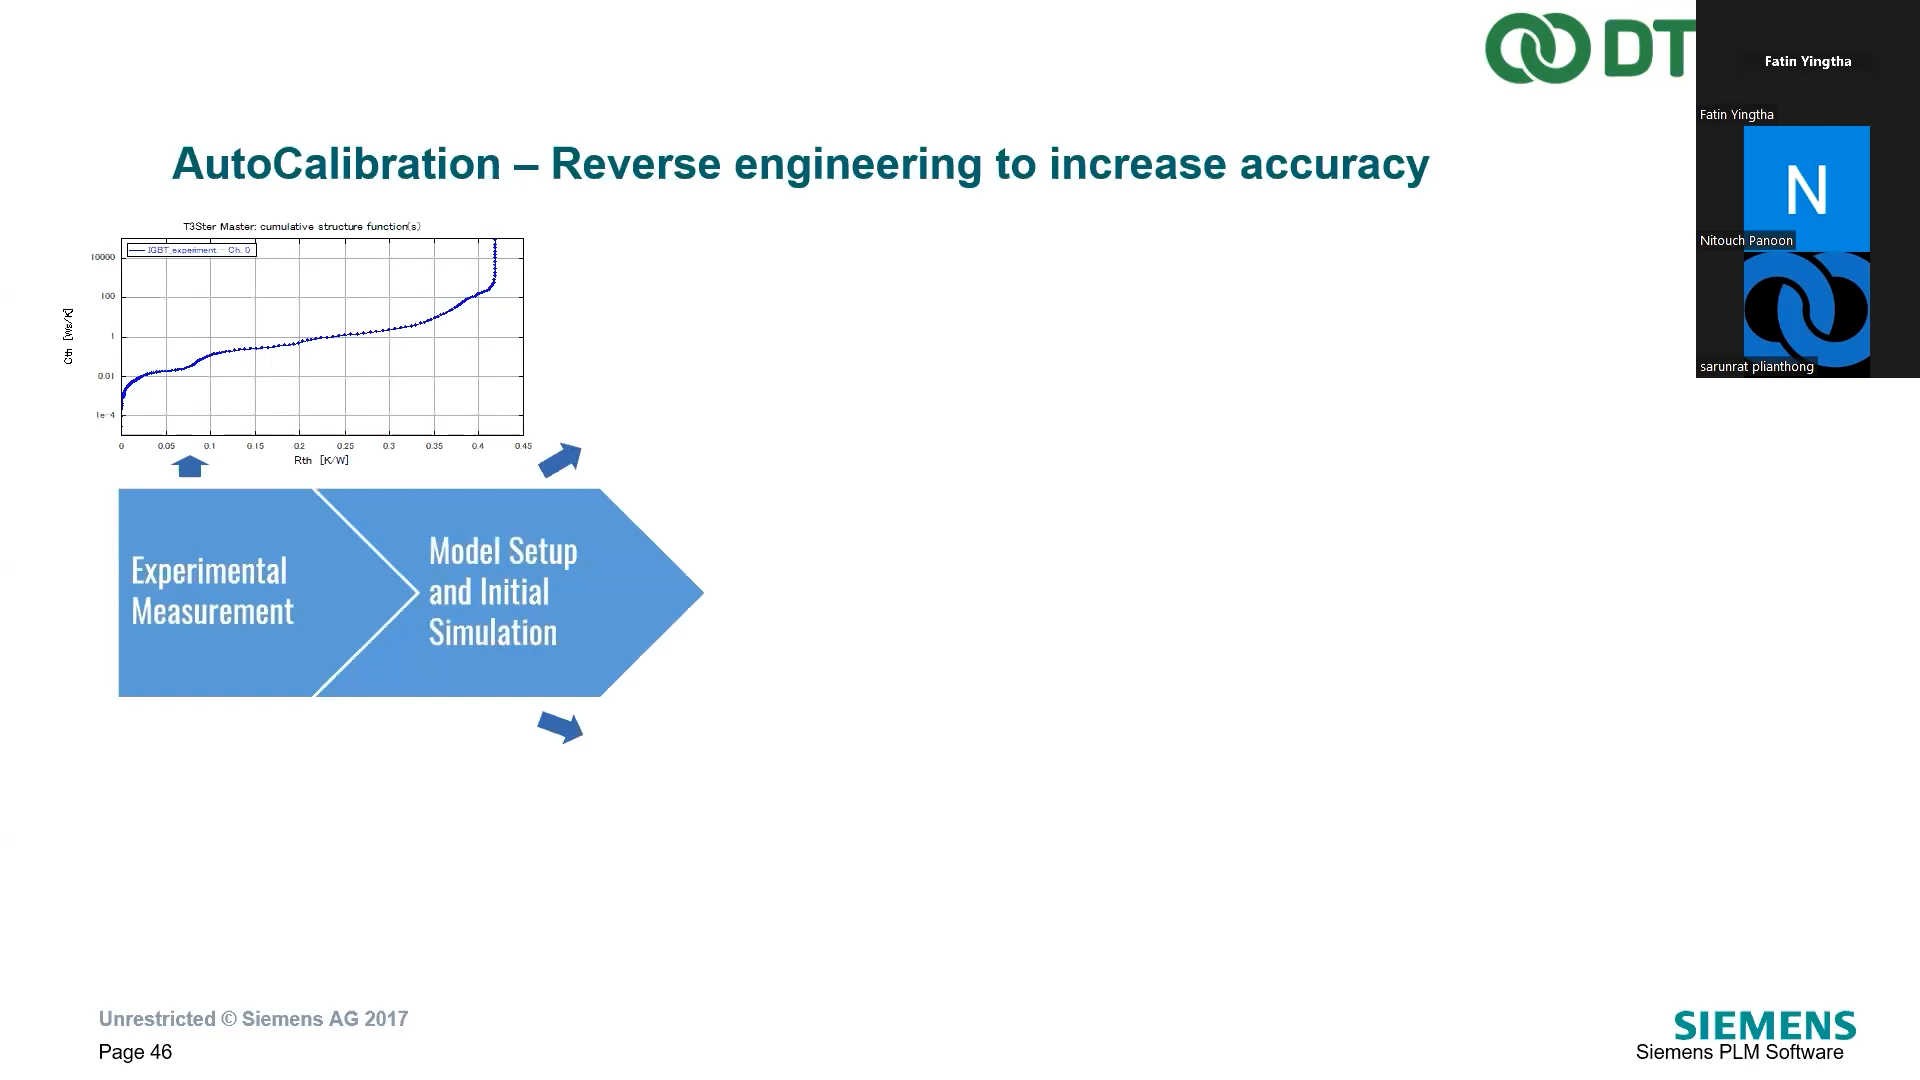 DT
Fatin Yingtha
Fatin Yingtha
N
Nitouch Panoon
sarunrat plianthong
AutoCalibration – Reverse engineering to increase accuracy
T3Ster Master: cumulative structure function(s)
IGBT_experiment - Ch. 0
10000
100
1
0.01
1e-4
Cth [Ws/K]
0 0.05 0.1 0.15 0.2 0.25 0.3 0.35 0.4 0.45
Rth [K/W]
Experimental
Measurement
Model Setup
and Initial
Simulation
Unrestricted © Siemens AG 2017
Page 46
SIEMENS
Siemens PLM Software